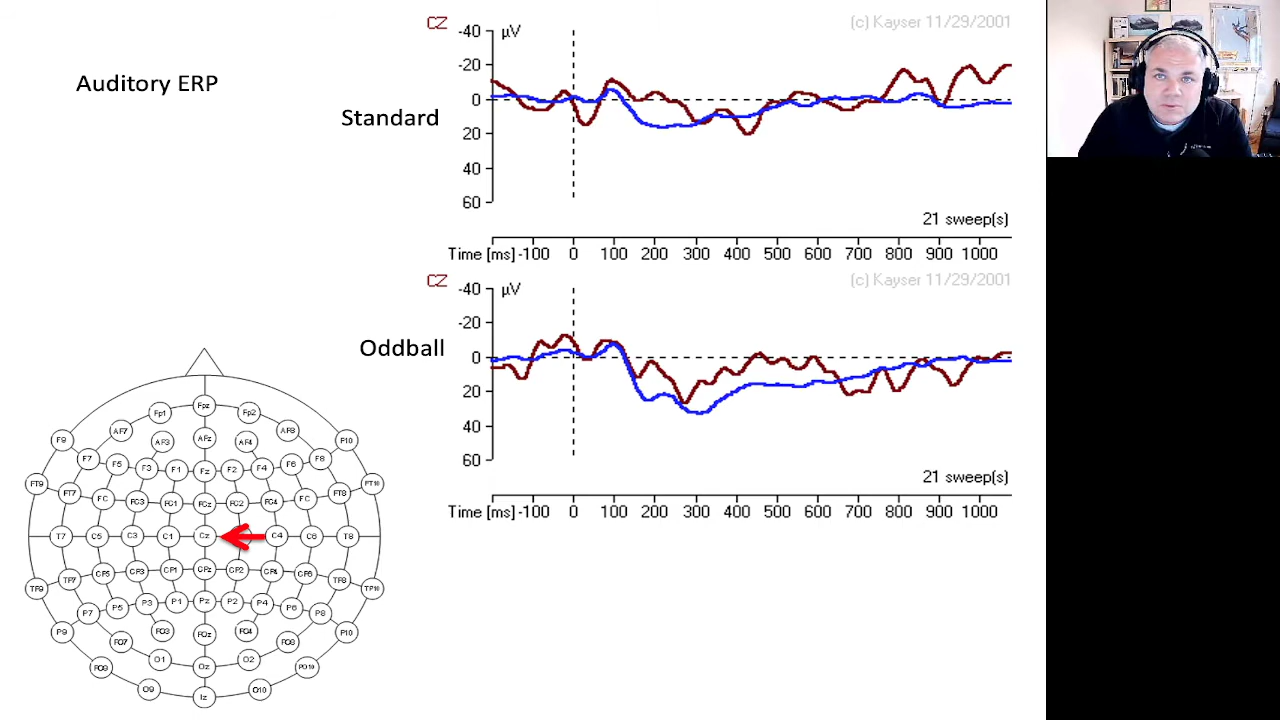 Auditory ERP
Standard
CZ
-40
µV
(c) Kayser 11/29/2001
-20
0
20
40
60
21 sweep(s)
Time [ms] -100 0 100 200 300 400 500 600 700 800 900 1000
Oddball
CZ
-40
µV
(c) Kayser 11/29/2001
-20
0
20
40
60
21 sweep(s)
Time [ms] -100 0 100 200 300 400 500 600 700 800 900 1000
Fpz
Fp1 Fp2
AF7 AF8
F9 AF3 AFz AF4 P10
F7 F5 F3 F1 Fz F2 F4 F6 F8
FT9 FT10
FT7 FC FC3 FC1 FCz FC2 FC4 FC FT8
T7 C5 C3 C1 Cz C4 C6 T8
TP7 CP5 CP3 CP1 CPz CP2 CP4 CP6 TP8
TP9 TP10
P7 P5 P3 P1 Pz P2 P4 P6 P8
P9 PO3 POz PO4 P10
PO7 PO8
PO9 O1 Oz O2 PO10
O9 Iz O10